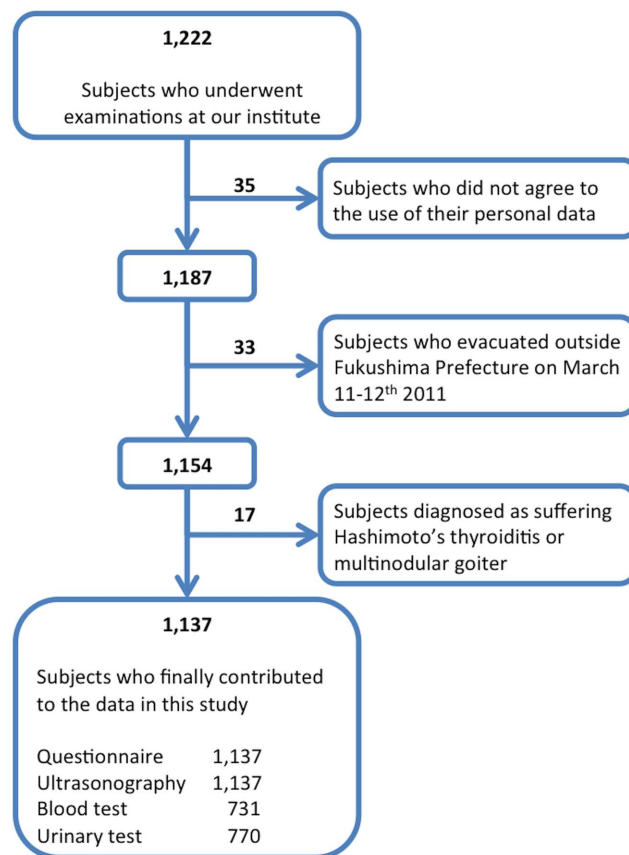 1,222
Subjects who underwent
examinations at our institute
35
Subjects who did not agree to
the use of their personal data
1,187
33
Subjects who evacuated outside
Fukushima Prefecture on March
11-12th 2011
1,154
17
Subjects diagnosed as suffering
Hashimoto’s thyroiditis or
multinodular goiter
1,137
Subjects who finally contributed
to the data in this study
Questionnaire 1,137
Ultrasonography 1,137
Blood test 731
Urinary test 770